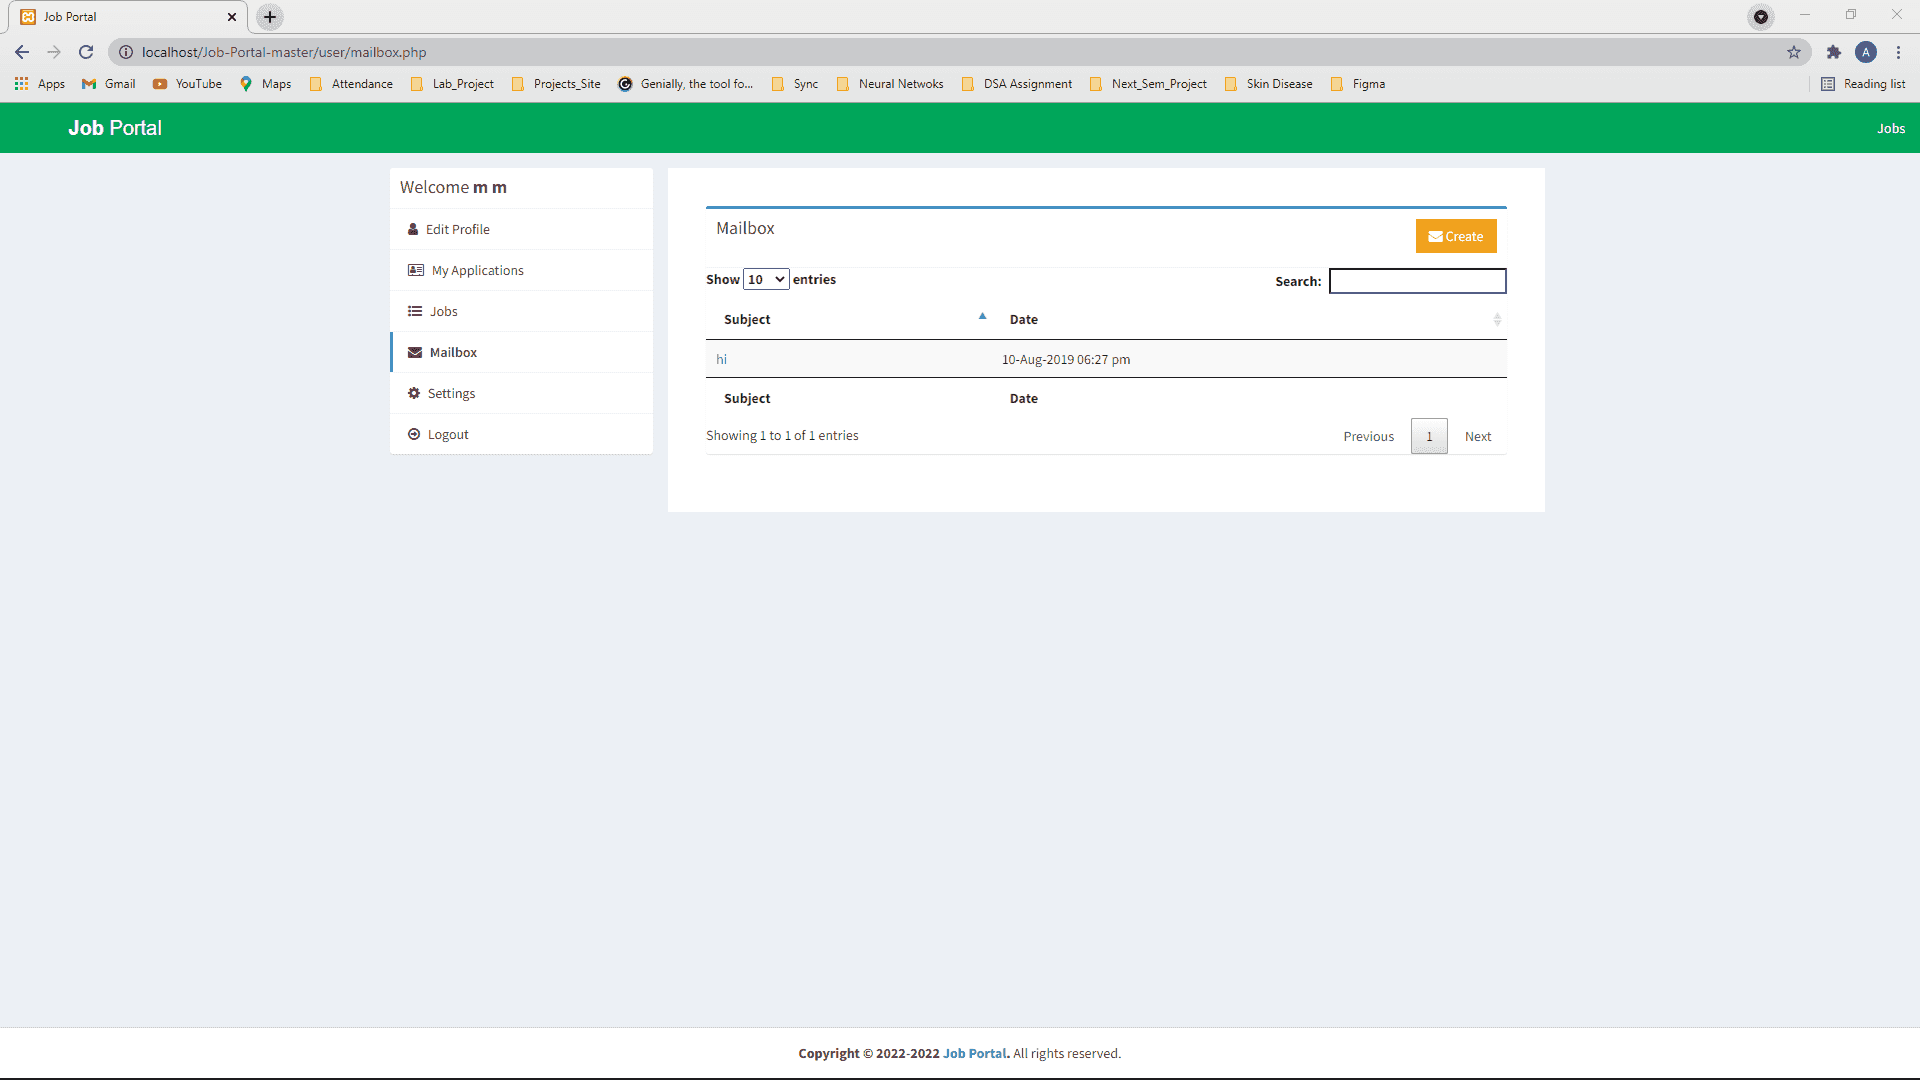 Job Portal
localhost/Job-Portal-master/user/mailbox.php
A
Apps Gmail YouTube Maps Attendance Lab_Project Projects_Site Genially, the tool fo... Sync Neural Netwoks DSA Assignment Next_Sem_Project Skin Disease Figma Reading list
Job Portal Jobs
Welcome m m
Edit Profile
My Applications
Jobs
Mailbox
Settings
Logout
Mailbox Create
Show 10 entries Search:
Subject Date
hi 10-Aug-2019 06:27 pm
Subject Date
Showing 1 to 1 of 1 entries Previous 1 Next
Copyright © 2022-2022 Job Portal. All rights reserved.